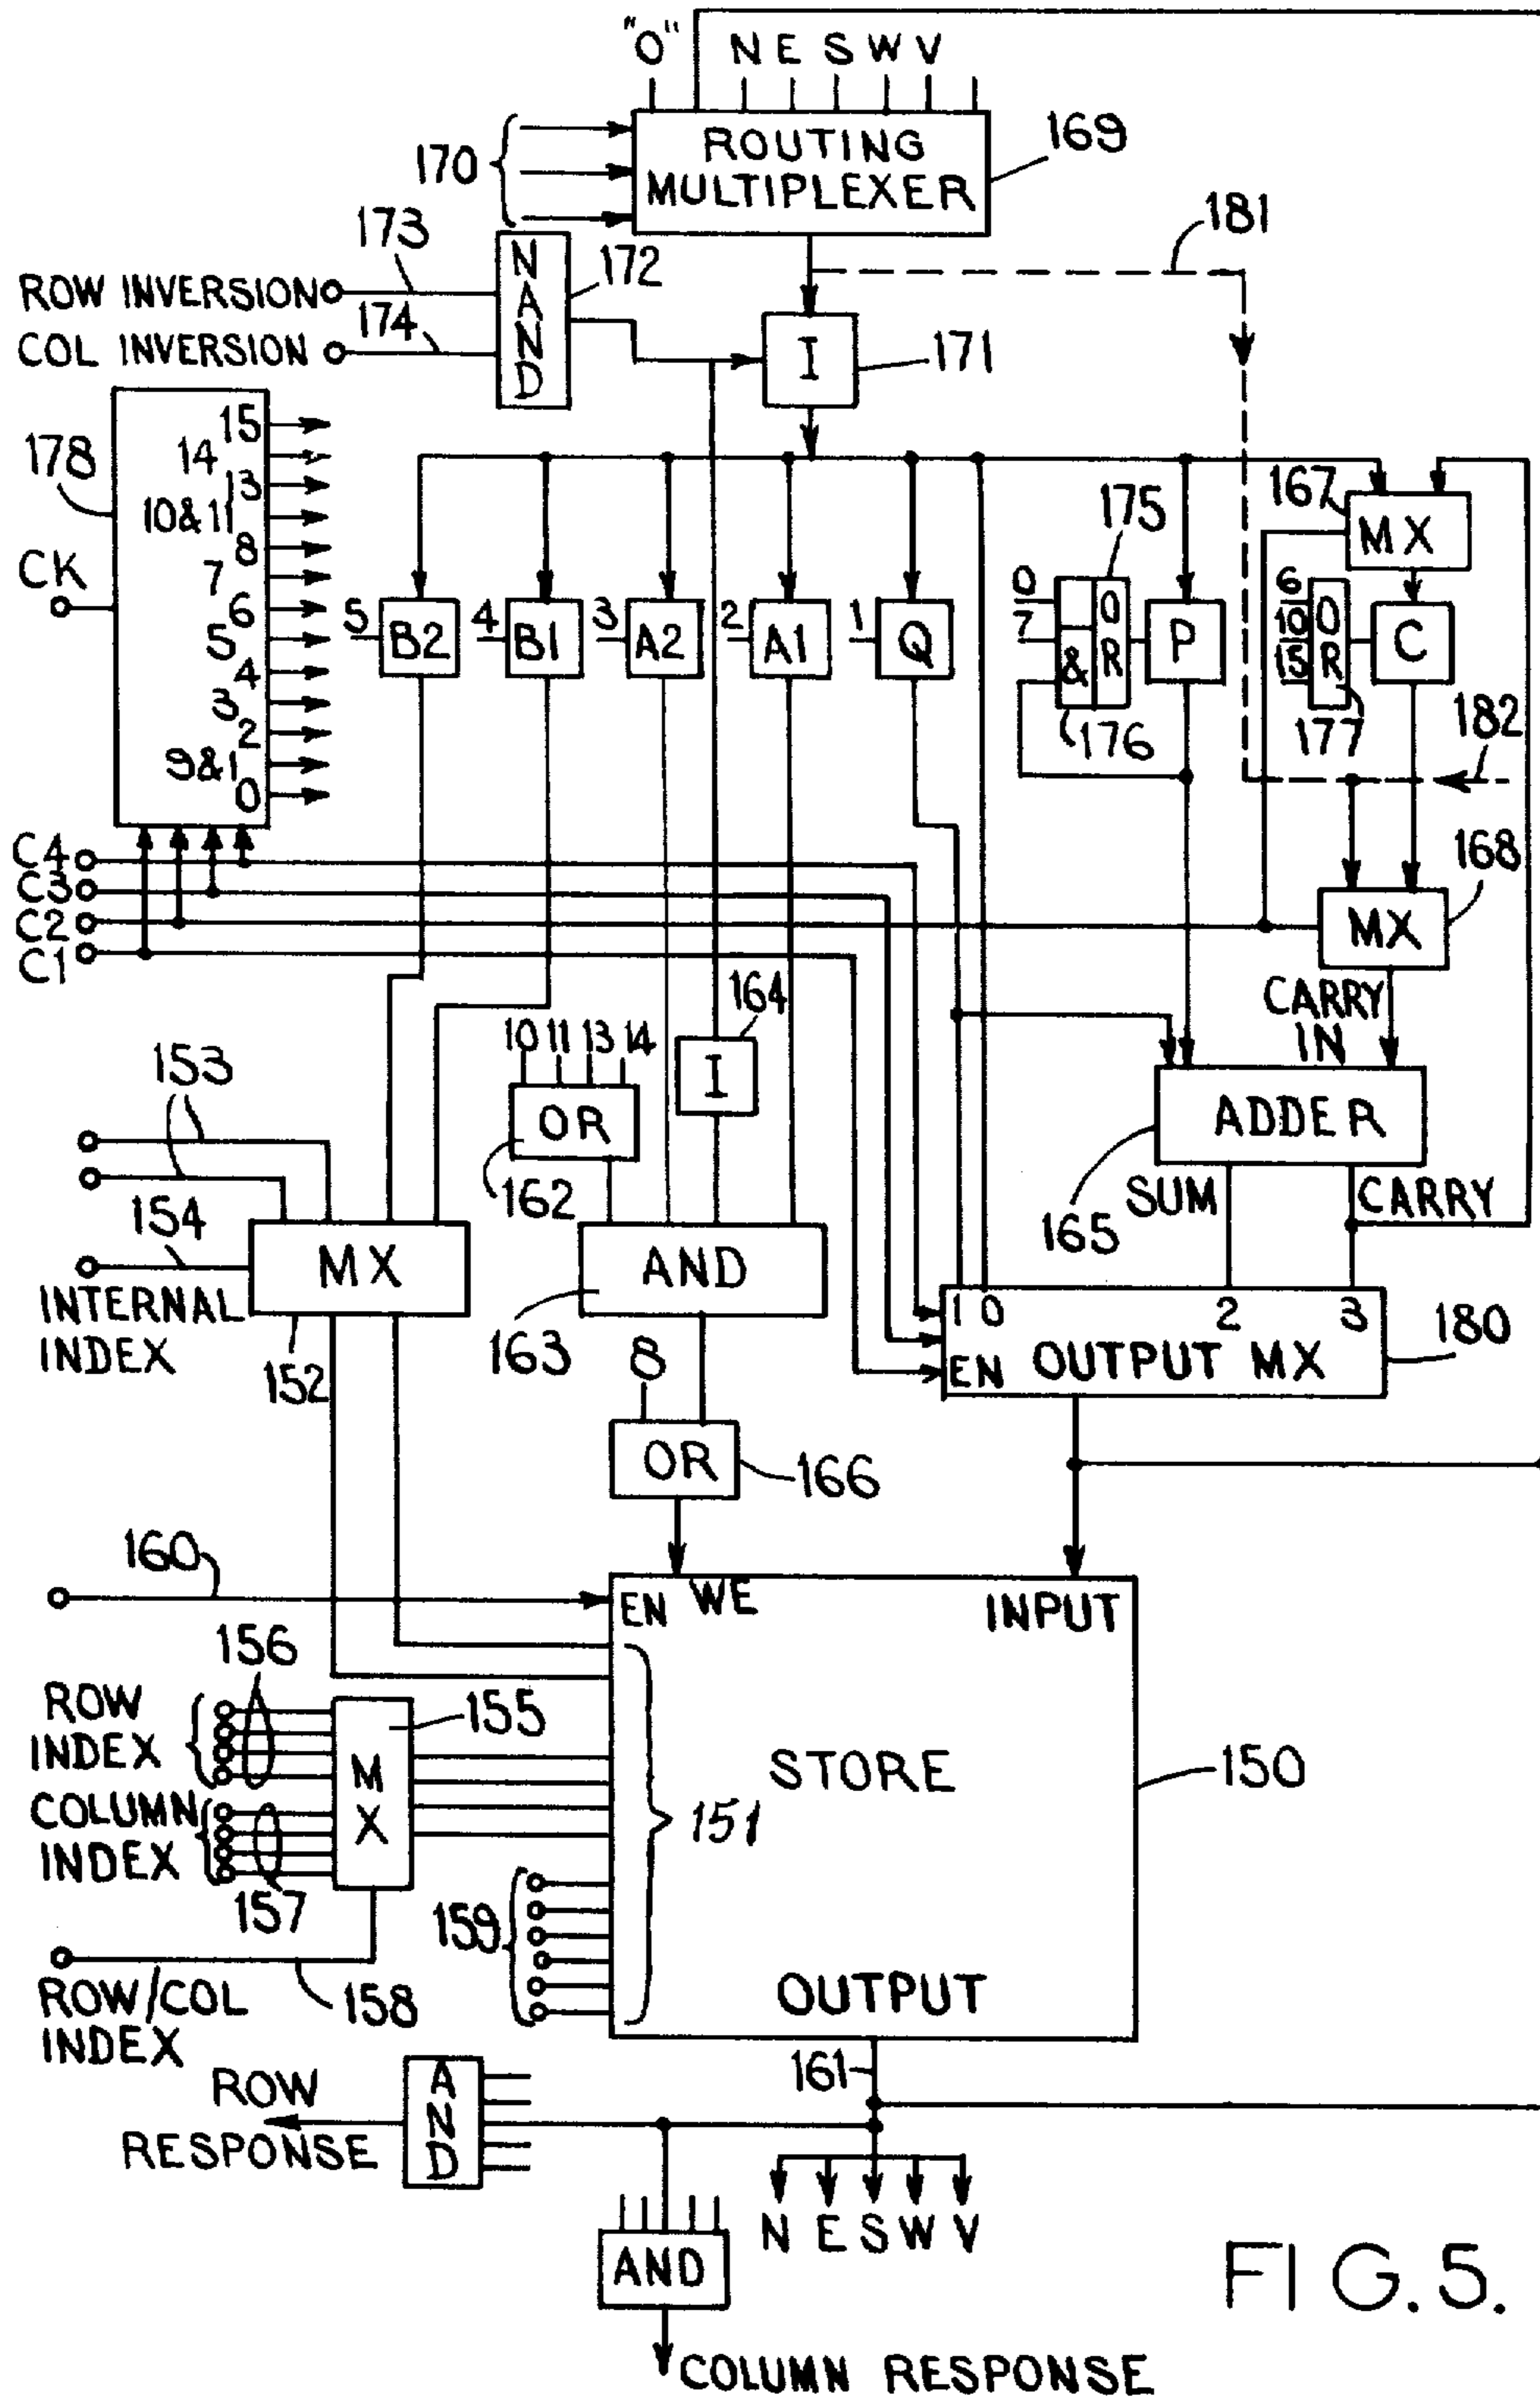 "O" N E S W V
170
ROUTING
MULTIPLEXER
169
181
173
ROW INVERSION
174
COL INVERSION
NAND
172
I
171
178
CK
15
14
13
10&11
8
7
6
5
4
3
2
9&1
0
5 B2
4 B1
3 A2
2 A1
1 Q
0
7
&
OR
175
176
P
167
MX
6
10
15
OR
177
C
182
C4
C3
C2
C1
168
MX
CARRY
IN
153
10 11 13 14
OR
162
164
I
ADDER
165
SUM
CARRY
154
INTERNAL
INDEX
MX
152
AND
163
8
OR
166
1 0 2 3
EN OUTPUT MX
180
160
EN WE INPUT
156
ROW
INDEX
155
MX
COLUMN
INDEX
157
STORE
150
151
159
ROW/COL
INDEX
158
OUTPUT
161
ROW
RESPONSE
AND
N E S W V
AND
COLUMN RESPONSE
FIG. 5.